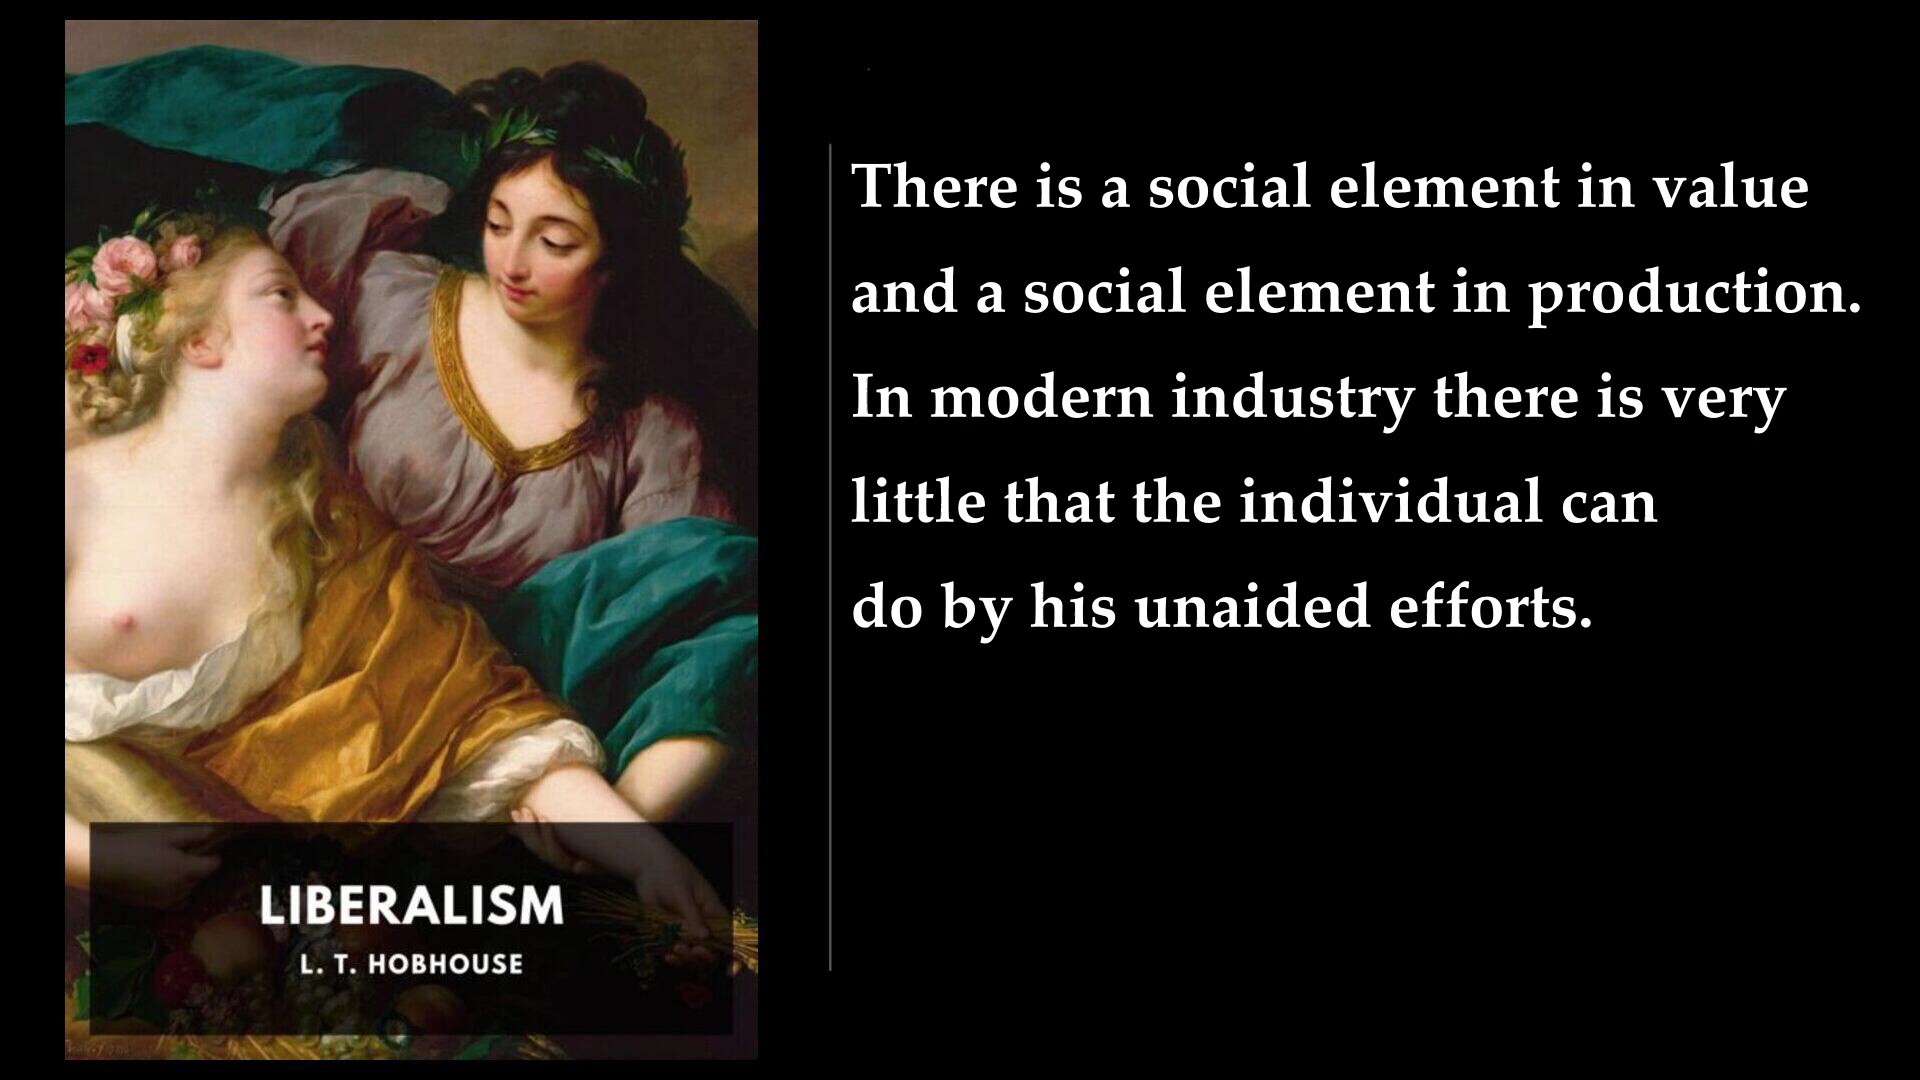 There is a social element in value
and a social element in production.
In modern industry there is very
little that the individual can
do by his unaided efforts.
LIBERALISM
L. T. HOBHOUSE